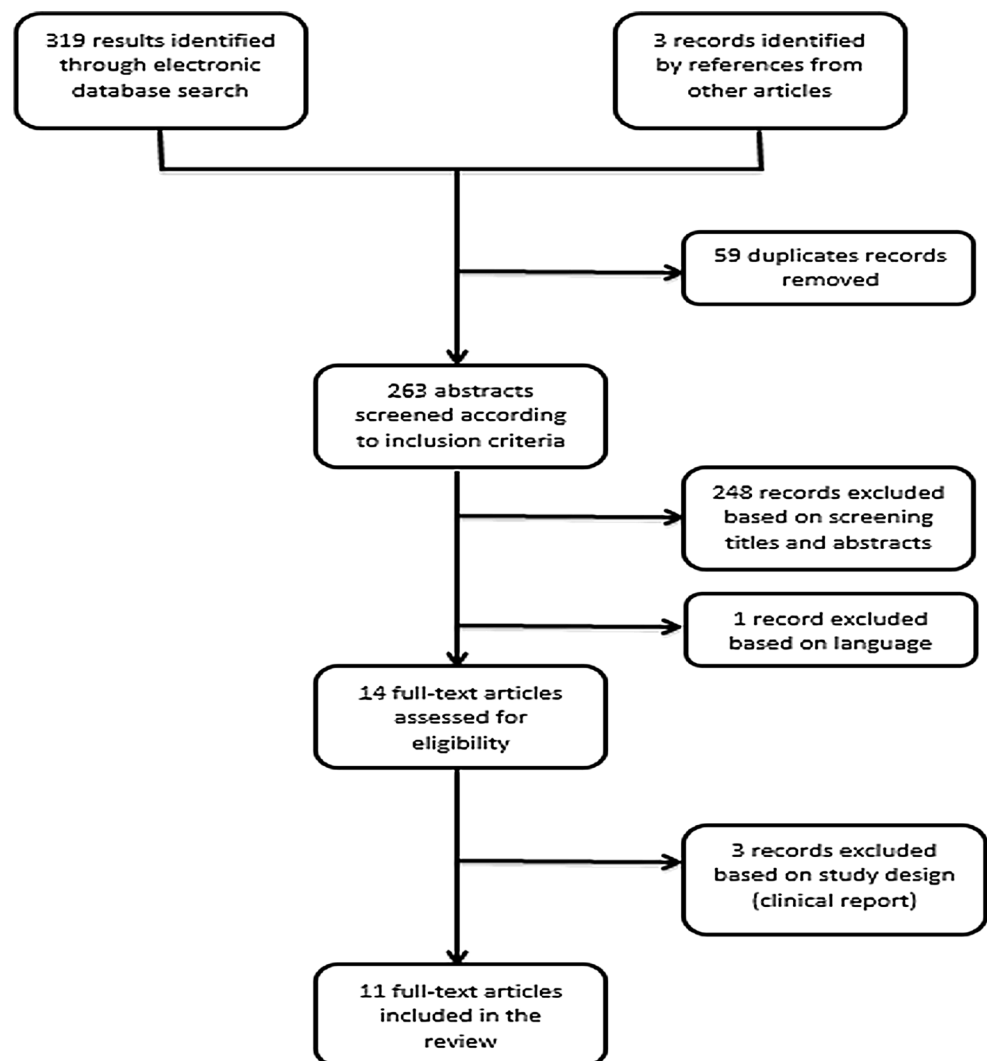 319 results identified
through electronic
database search
3 records identified
by references from
other articles
59 duplicates records
removed
263 abstracts
screened according
to inclusion criteria
248 records excluded
based on screening
titles and abstracts
1 record excluded
based on language
14 full-text articles
assessed for
eligibility
3 records excluded
based on study design
(clinical report)
11 full-text articles
included in the
review